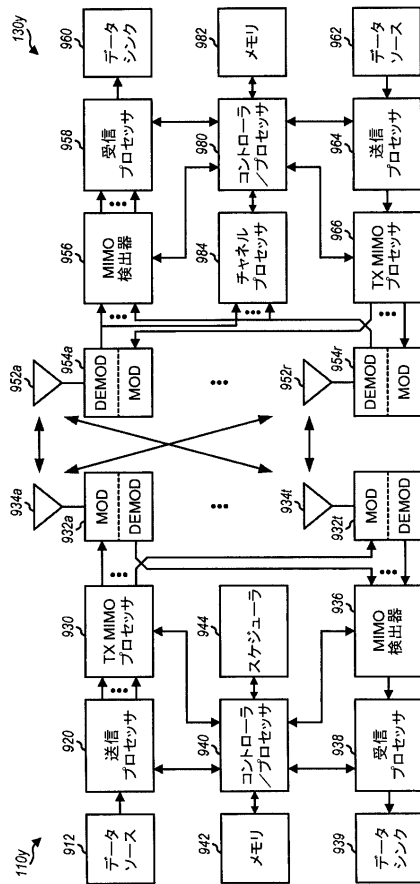 110y
912
データ
ソース
920
送信
プロセッサ
930
TX MIMO
プロセッサ
932a
MOD
DEMOD
934a
942
メモリ
940
コントローラ
/プロセッサ
944
スケジューラ
939
データ
シンク
938
受信
プロセッサ
936
MIMO
検出器
932t
MOD
DEMOD
934t
130y
952a
954a
DEMOD
MOD
956
MIMO
検出器
958
受信
プロセッサ
960
データ
シンク
984
チャネル
プロセッサ
980
コントローラ
/プロセッサ
982
メモリ
952r
954r
DEMOD
MOD
966
TX MIMO
プロセッサ
964
送信
プロセッサ
962
データ
ソース